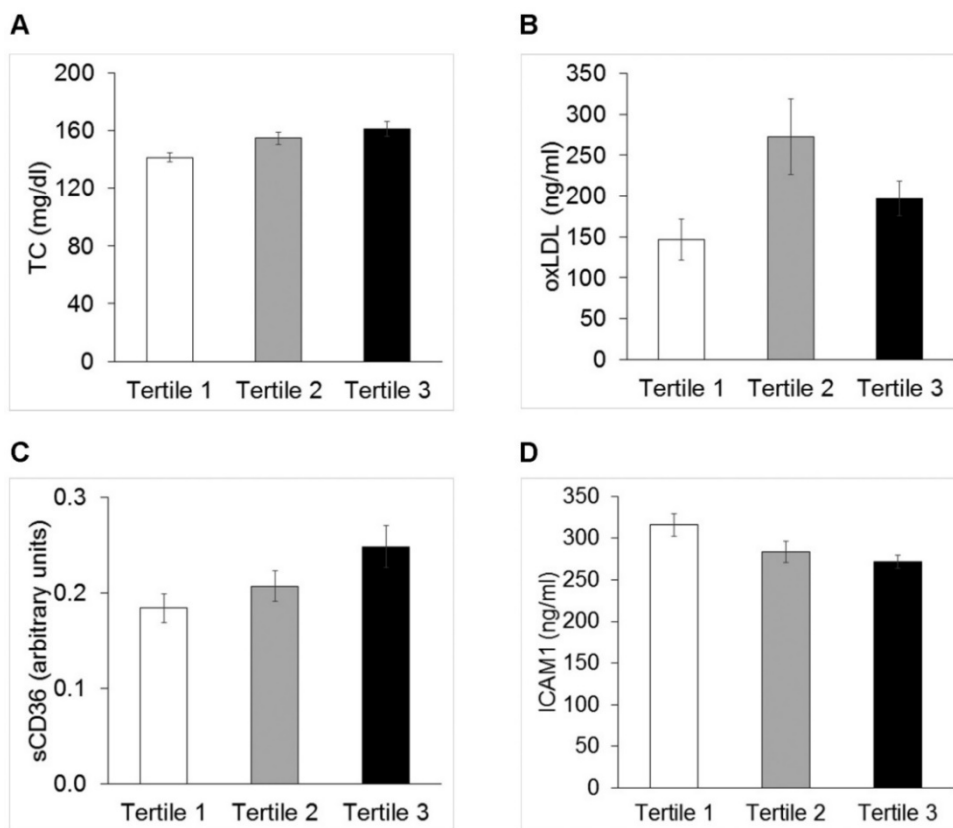 A
TC (mg/dl)
200
160
120
80
40
0
Tertile 1 Tertile 2 Tertile 3
B
oxLDL (ng/ml)
350
300
250
200
150
100
50
0
Tertile 1 Tertile 2 Tertile 3
C
sCD36 (arbitrary units)
0.3
0.2
0.1
0.0
Tertile 1 Tertile 2 Tertile 3
D
ICAM1 (ng/ml)
350
300
250
200
150
100
50
0
Tertile 1 Tertile 2 Tertile 3